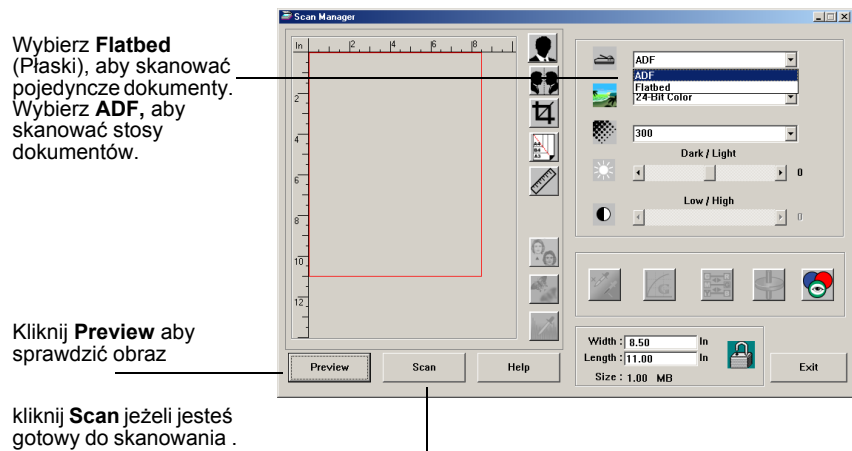 Wybierz Flatbed
(Płaski), aby skanować
pojedyncze dokumenty.
Wybierz ADF, aby
skanować stosy
dokumentów.
Kliknij Preview aby
sprawdzić obraz
kliknij Scan jeżeli jesteś
gotowy do skanowania .
Scan Manager
In
2
4
6
8
2
4
6
8
10
12
A4
B4
A3
ADF
ADF
Flatbed
24-Bit Color
300
Dark / Light
0
Low / High
0
G
Width : 8.50 In
Length : 11.00 In
Size : 1.00 MB
Preview
Scan
Help
Exit